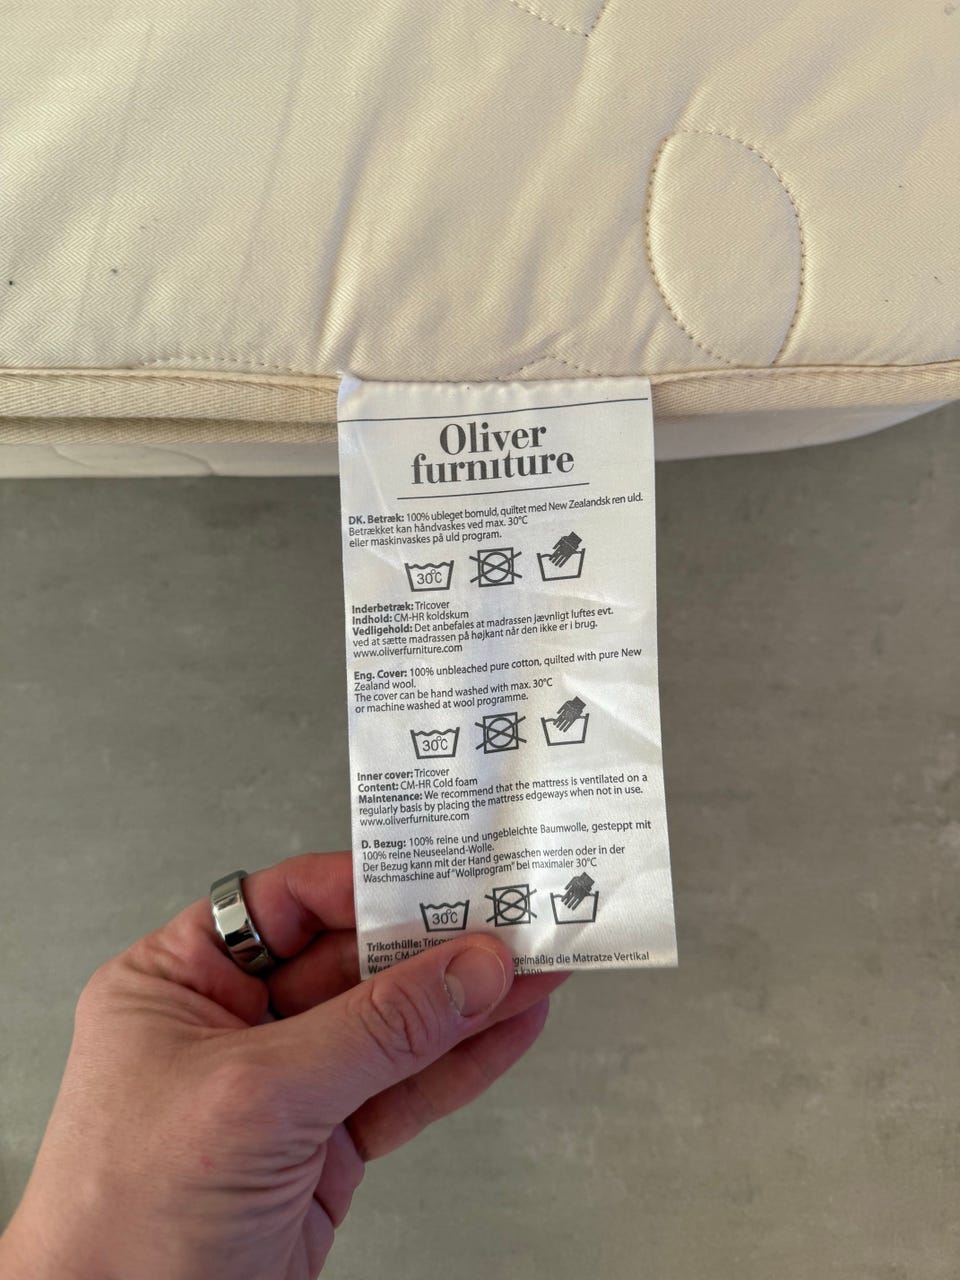 Oliver
furniture
DK. Betræk: 100% ubleget bomuld, quiltet med New Zealandsk ren uld.
Betrækket kan håndvaskes ved max. 30°C
eller maskinvaskes på uld program.
30°C
Inderbetræk: Tricover
Indhold: CM-HR koldskum
Vedligehold: Det anbefales at madrassen jævnligt luftes evt.
ved at sætte madrassen på højkant når den ikke er i brug.
www.oliverfurniture.com
Eng. Cover: 100% unbleached pure cotton, quilted with pure New
Zealand wool.
The cover can be hand washed with max. 30°C
or machine washed at wool programme.
30°C
Inner cover: Tricover
Content: CM-HR Cold foam
Maintenance: We recommend that the mattress is ventilated on a
regularly basis by placing the mattress edgeways when not in use.
www.oliverfurniture.com
D. Bezug: 100% reine und ungebleichte Baumwolle, gesteppt mit
100% reine Neuseeland-Wolle.
Der Bezug kann mit der Hand gewaschen werden oder in der
Waschmaschine auf "Wollprogram" bei maximaler 30°C
30°C
Trikothülle:
Kern:
die Matratze Vertikal
kann